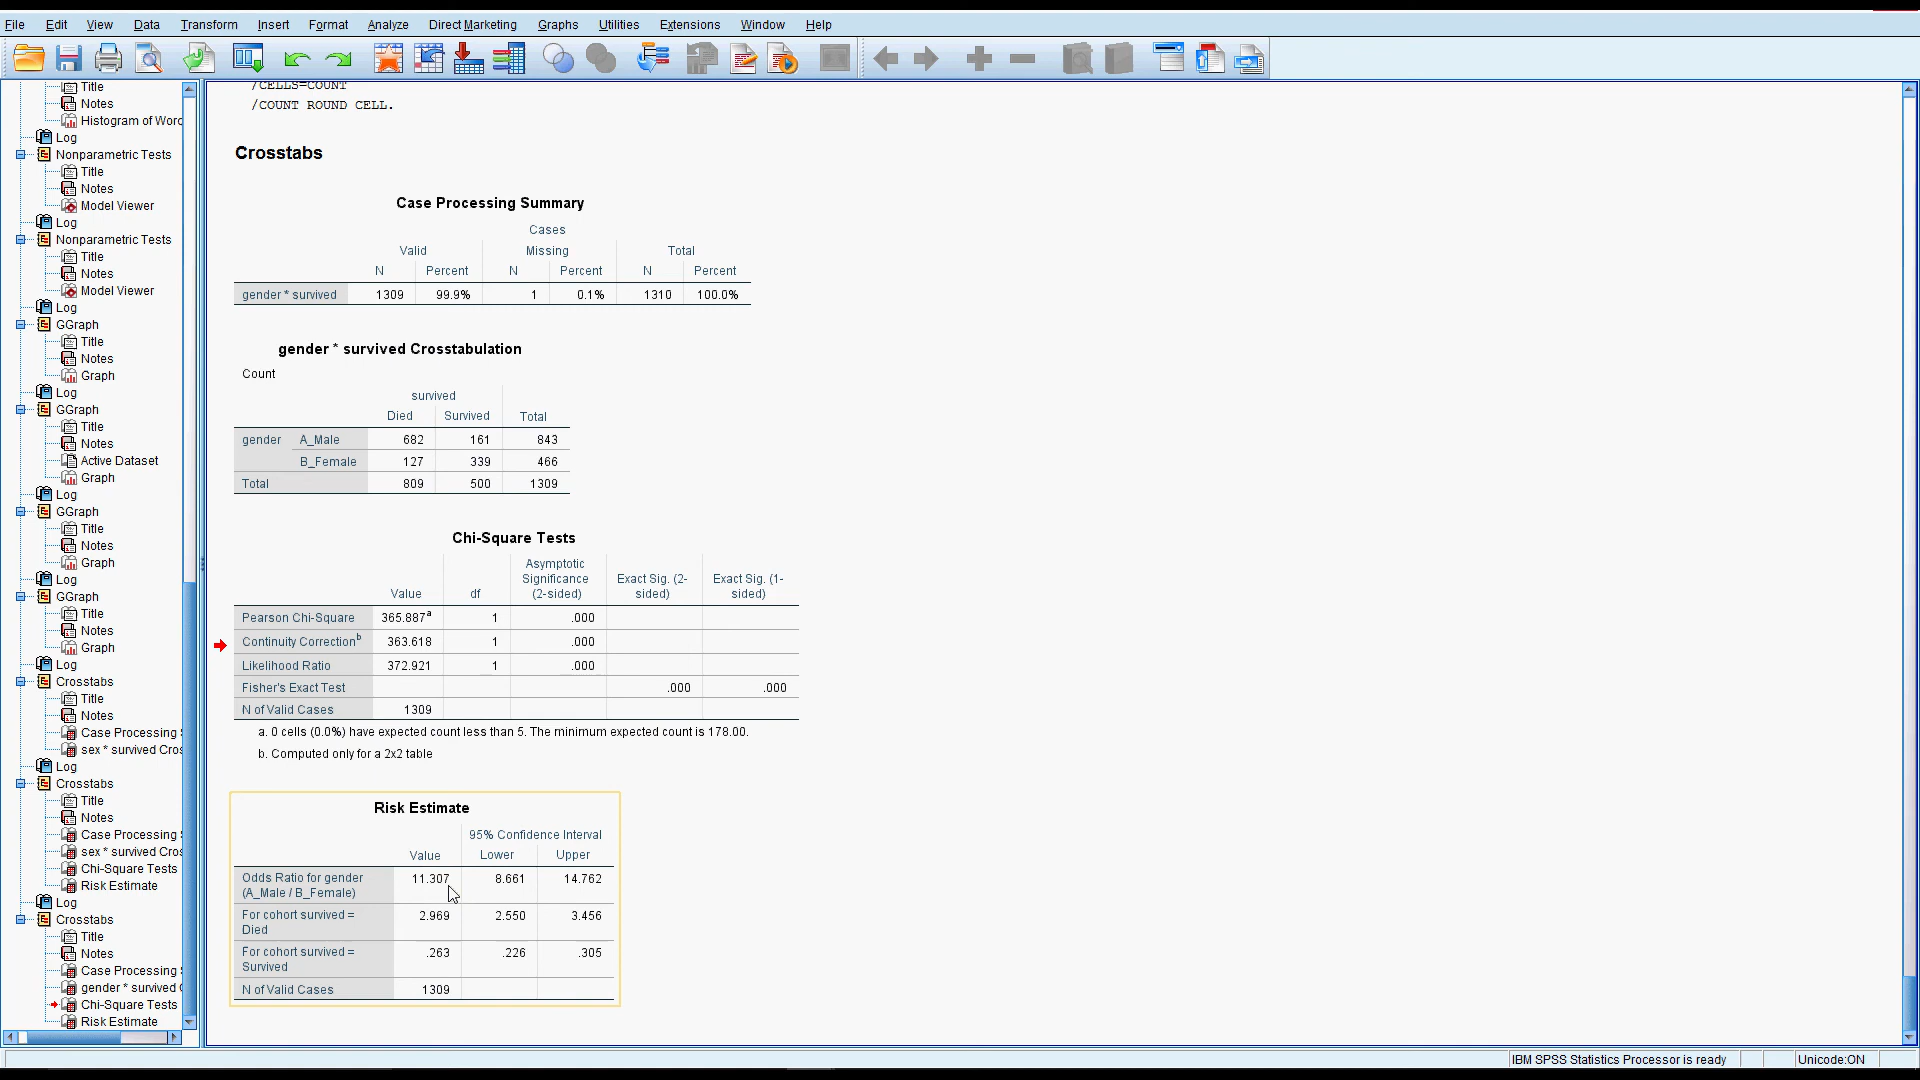 File Edit View Data Transform Insert Format Analyze Direct Marketing Graphs Utilities Extensions Window Help
Title
Notes
Histogram of Word
Log
Nonparametric Tests
Title
Notes
Model Viewer
Log
Nonparametric Tests
Title
Notes
Model Viewer
Log
GGraph
Title
Notes
Graph
Log
GGraph
Title
Notes
Active Dataset
Graph
Log
GGraph
Title
Notes
Graph
Log
GGraph
Title
Notes
Graph
Log
Crosstabs
Title
Notes
Case Processing
sex * survived Cros
Log
Crosstabs
Title
Notes
Case Processing
sex * survived Cros
Chi-Square Tests
Risk Estimate
Log
Crosstabs
Title
Notes
Case Processing
gender * survived
Chi-Square Tests
Risk Estimate
/CELLS=COUNT
/COUNT ROUND CELL.
Crosstabs
Case Processing Summary
Cases
Valid Missing Total
N Percent N Percent N Percent
gender * survived 1309 99.9% 1 0.1% 1310 100.0%
gender * survived Crosstabulation
Count
survived
Died Survived Total
gender A_Male 682 161 843
B_Female 127 339 466
Total 809 500 1309
Chi-Square Tests
Asymptotic
Significance Exact Sig. (2- Exact Sig. (1-
Value df (2-sided) sided) sided)
Pearson Chi-Square 365.887a 1 .000
Continuity Correctionb 363.618 1 .000
Likelihood Ratio 372.921 1 .000
Fisher's Exact Test .000 .000
N of Valid Cases 1309
a. 0 cells (0.0%) have expected count less than 5. The minimum expected count is 178.00.
b. Computed only for a 2x2 table
Risk Estimate
95% Confidence Interval
Value Lower Upper
Odds Ratio for gender 11.307 8.661 14.762
(A_Male / B_Female)
For cohort survived = 2.969 2.550 3.456
Died
For cohort survived = .263 .226 .305
Survived
N of Valid Cases 1309
IBM SPSS Statistics Processor is ready Unicode:ON